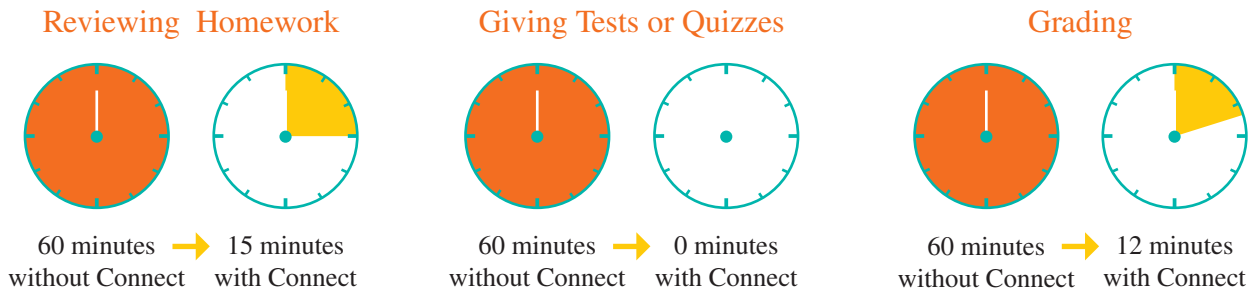 Reviewing Homework
60 minutes
without Connect
15 minutes
with Connect
Giving Tests or Quizzes
60 minutes
without Connect
0 minutes
with Connect
Grading
60 minutes
without Connect
12 minutes
with Connect